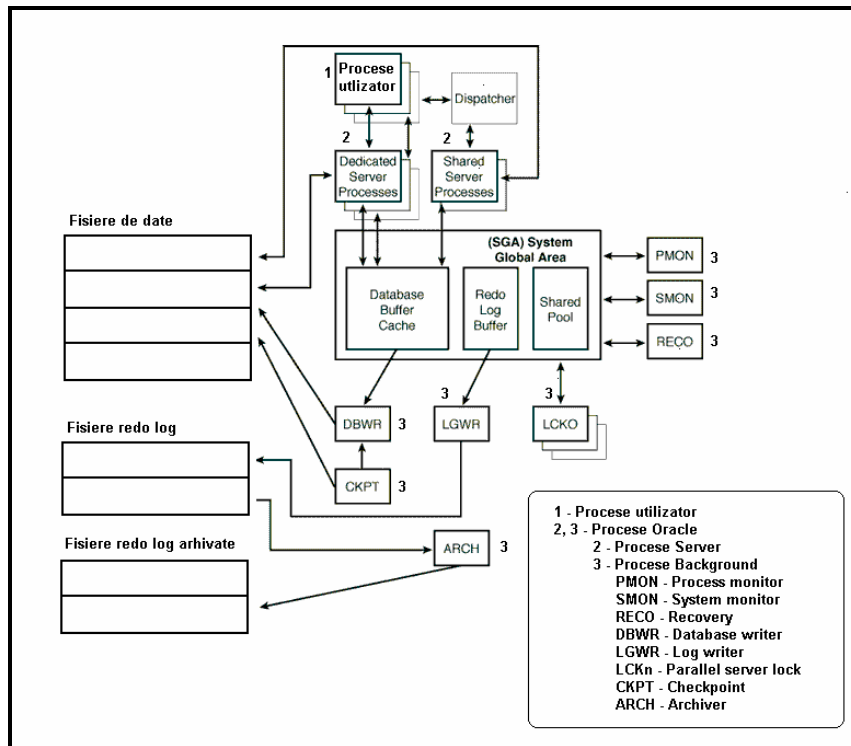 1
Procese
utlizator
Dispatcher
2
2
Dedicated
Server
Processes
Shared
Server
Processes
Fisiere de date
(SGA) System
Global Area
Database
Buffer
Cache
Redo
Log
Buffer
Shared
Pool
PMON
3
SMON
3
REÇO
3
3
3
DBWR
3
LGWR
LCKO
CKPT
3
Fisiere redo log
ARCH
3
Fisiere redo log arhivate
1 - Procese utilizator
2, 3 - Procese Oracle
2 - Procese Server
3 - Procese Background
PMON - Process monitor
SMON - System monitor
RECO - Recovery
DBWR - Database writer
LGWR - Log writer
LCKn - Parallel server lock
CKPT - Checkpoint
ARCH - Archiver